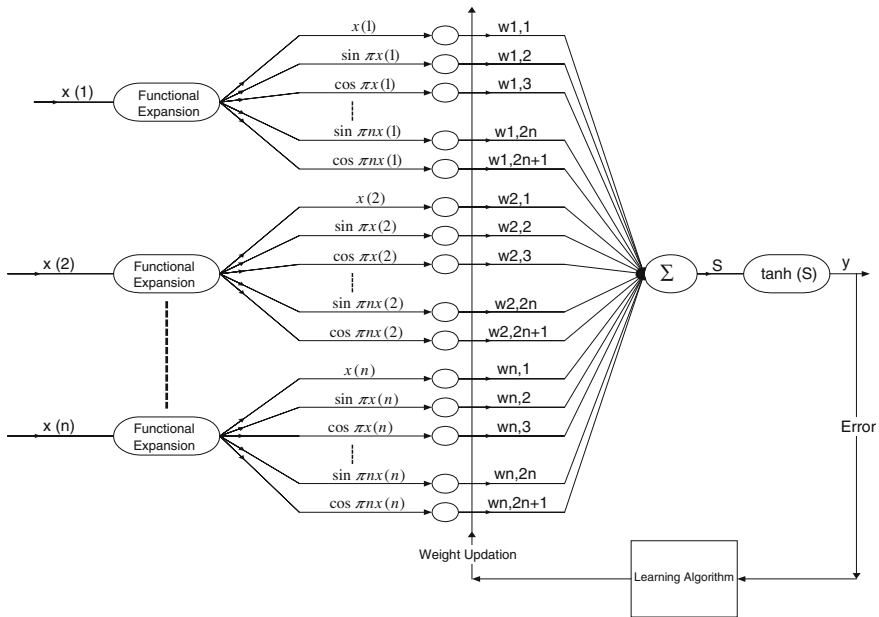 x(1)
w1,1
sin πx(1)
w1,2
x (1)
Functional
Expansion
cos πx(1)
w1,3
sin πnx(1)
w1,2n
cos πnx(1)
w1,2n+1
x(2)
w2,1
sin πx(2)
w2,2
x (2)
Functional
Expansion
cos πx(2)
w2,3
sin πnx(2)
w2,2n
cos πnx(2)
w2,2n+1
Σ
S
tanh (S)
y
x(n)
wn,1
sin πx(n)
wn,2
x (n)
Functional
Expansion
cos πx(n)
wn,3
sin πnx(n)
wn,2n
cos πnx(n)
wn,2n+1
Error
Weight Updation
Learning Algorithm